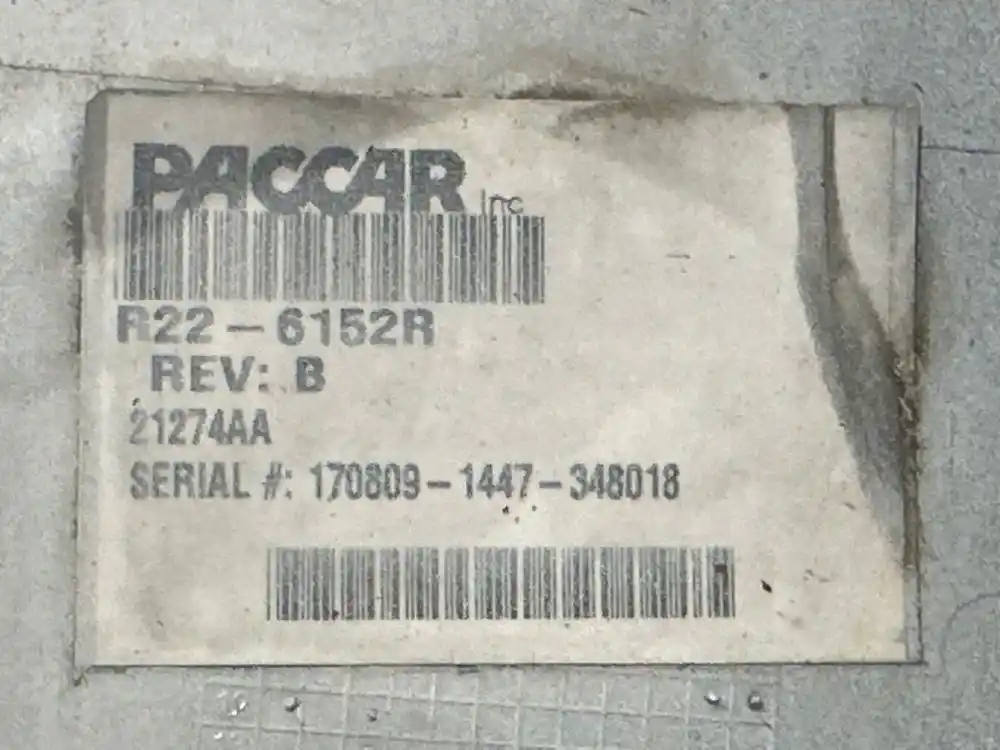 PACCAR Inc
R22-6152R
REV: B
21274AA
SERIAL #: 170809-1447-348018